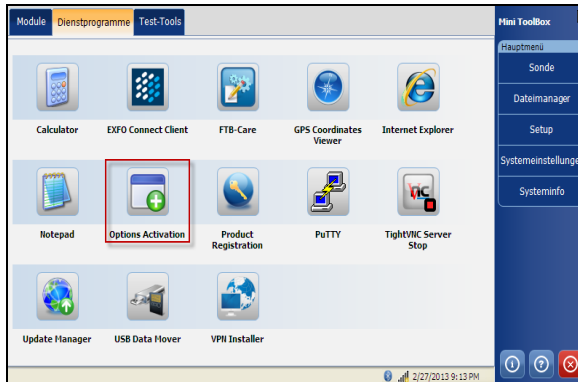 Module Dienstprogramme Test-Tools
Calculator EXFO Connect Client FTB-Care GPS Coordinates Internet Explorer
Viewer
Notepad Options Activation Product PuTTY TightVNC Server
Registration Stop
Update Manager USB Data Mover VPN Installer
2/27/2013 9:13 PM
Mini ToolBox
Hauptmenü
Sonde
Dateimanager
Setup
Systemeinstellunge
Systeminfo